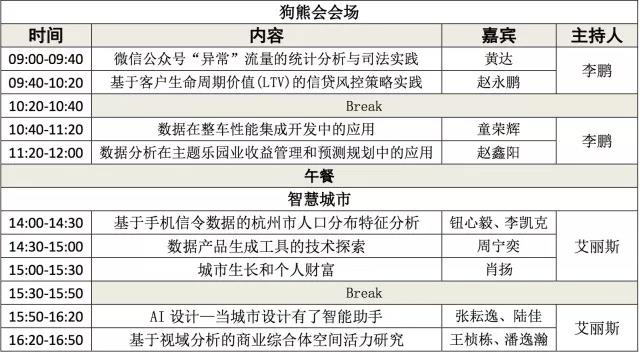 狗熊会会场
时间 内容 嘉宾 主持人
09:00-09:40 微信公众号“异常”流量的统计分析与司法实践 黄达 李鹏
09:40-10:20 基于客户生命周期价值(LTV)的信贷风控策略实践 赵永鹏
10:20-10:40 Break
10:40-11:20 数据在整车性能集成开发中的应用 童荣辉 李鹏
11:20-12:00 数据分析在主题乐园业收益管理和预测规划中的应用 赵鑫阳
午餐
智慧城市
14:00-14:30 基于手机信令数据的杭州市人口分布特征分析 钮心毅、李凯克 艾丽斯
14:30-15:00 数据产品生成工具的技术探索 周宁奕
15:00-15:30 城市生长和个人财富 肖扬
15:30-15:50 Break
15:50-16:20 AI 设计—当城市设计有了智能助手 张耘逸、陆佳 艾丽斯
16:20-16:50 基于视域分析的商业综合体空间活力研究 王桢栋、潘逸瀚